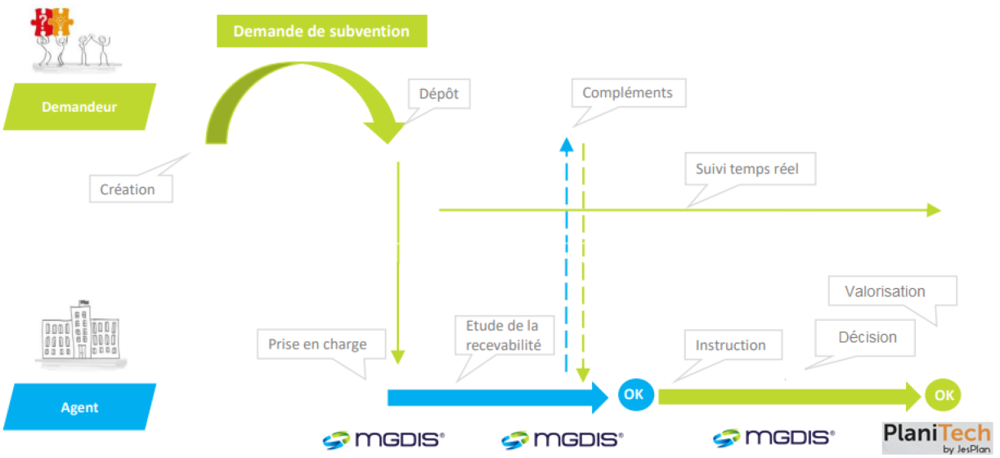 Demande de subvention
?
Demandeur
Dépôt
Compléments
Création
Suivi temps réel
Valorisation
Prise en charge
Etude de la
recevabilité
Instruction
Décision
Agent
OK
OK
MGDIS®
MGDIS®
MGDIS®
PlaniTech
by JesPlan